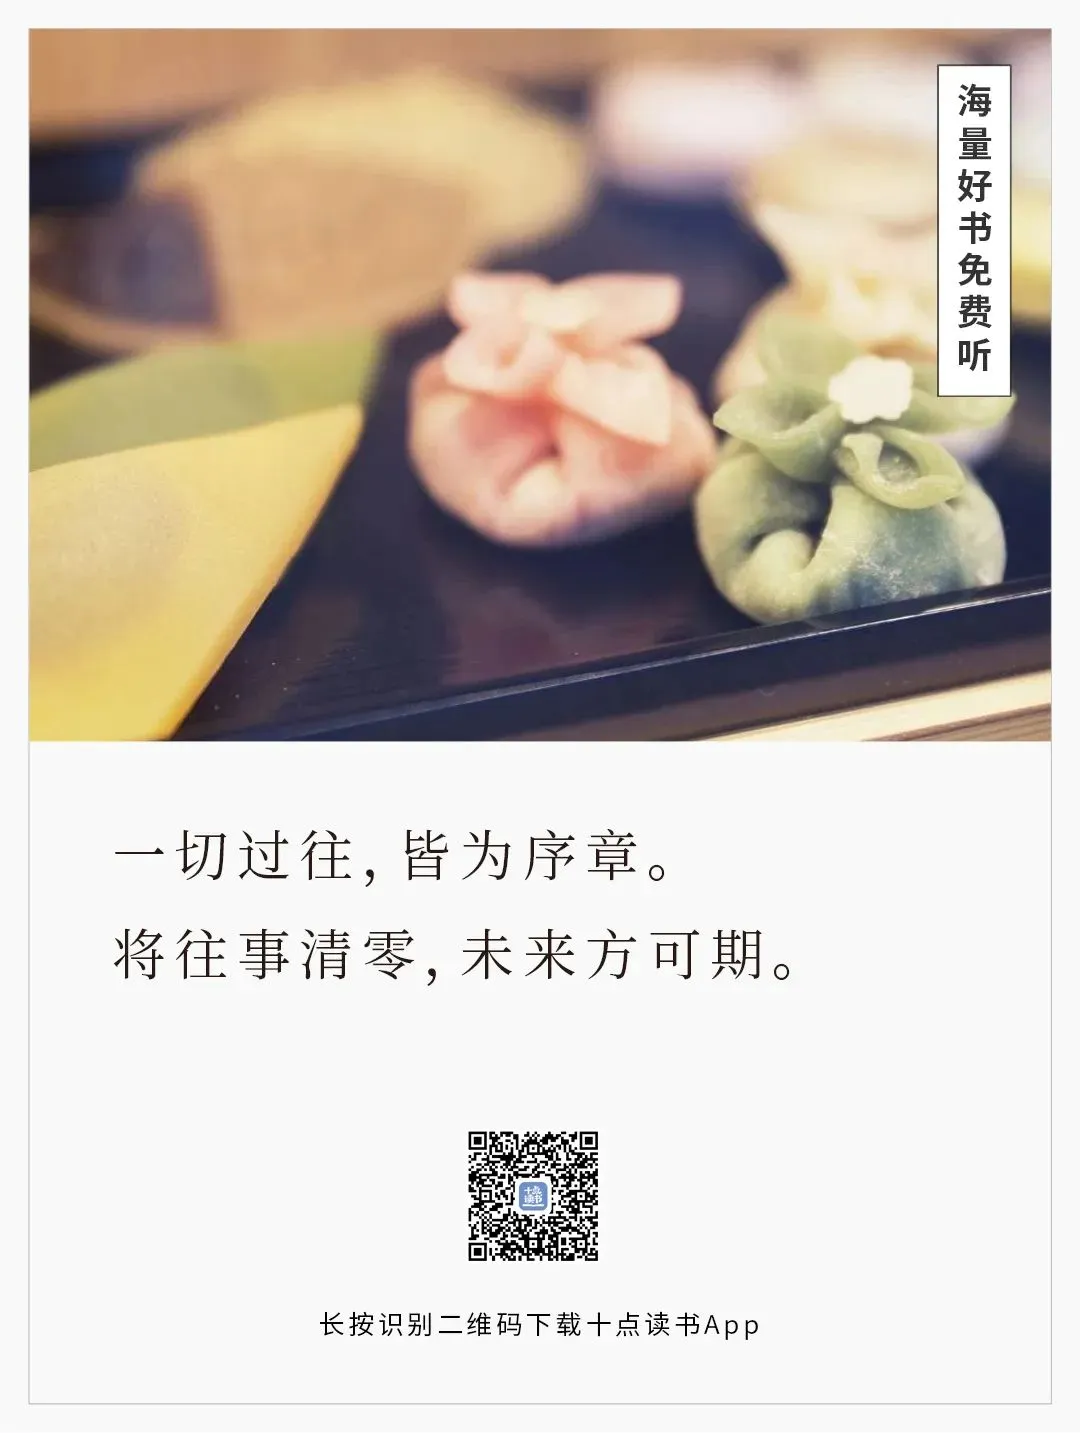 海量好书免费听
一切过往，皆为序章。
将往事清零，未来方可期。
十点
读书
长按识别二维码下载十点读书App